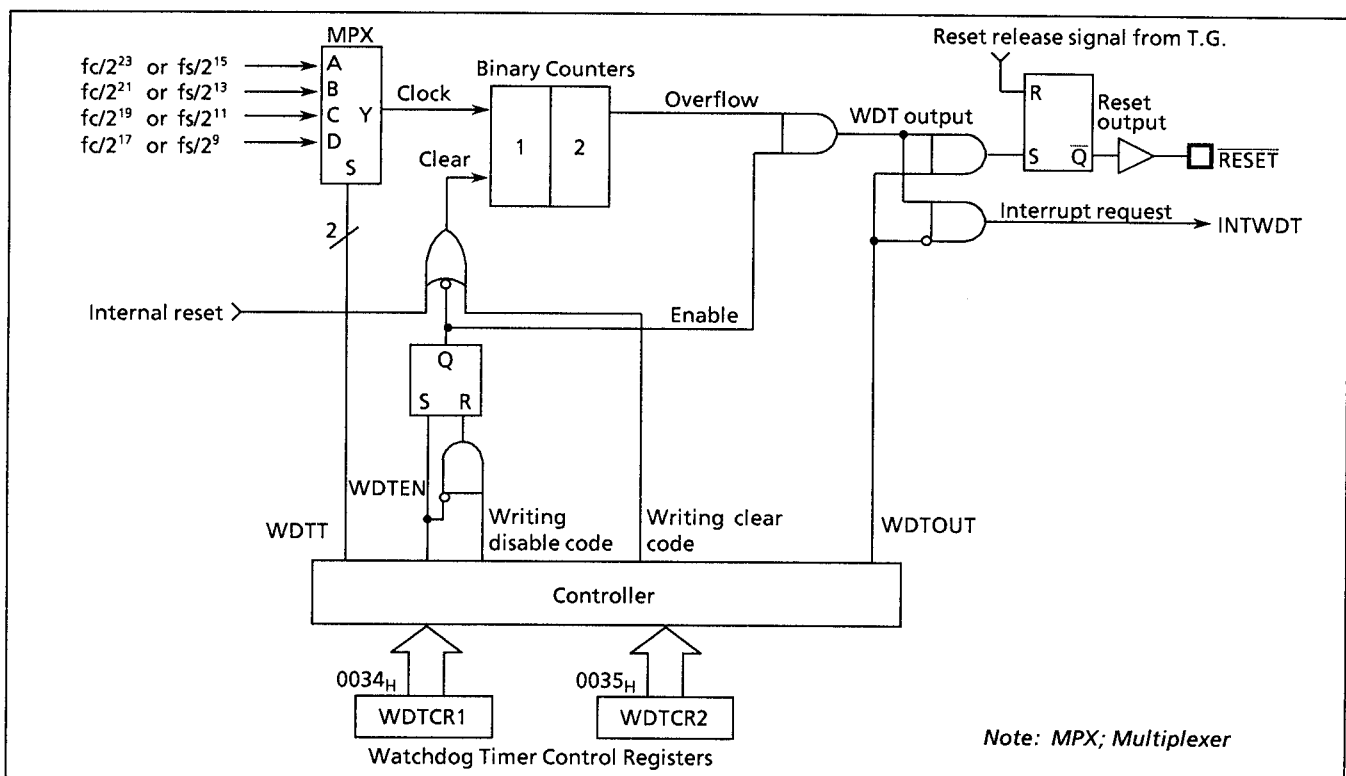 MPX
Reset release signal from T.G.
fc/2²³ or fs/2¹⁵
fc/2²¹ or fs/2¹³
fc/2¹⁹ or fs/2¹¹
fc/2¹⁷ or fs/2⁹
A
B
C Y
D
S
Clock
Binary Counters
1 2
Clear
Overflow
WDT output
R
S Q̅
Reset
output
R̅E̅S̅E̅T̅
Interrupt request
INTWDT
2
Internal reset
Enable
Q
S R
WDTT
WDTEN
Writing
disable code
Writing clear
code
WDTOUT
Controller
0034H
WDTCR1
0035H
WDTCR2
Watchdog Timer Control Registers
Note: MPX; Multiplexer